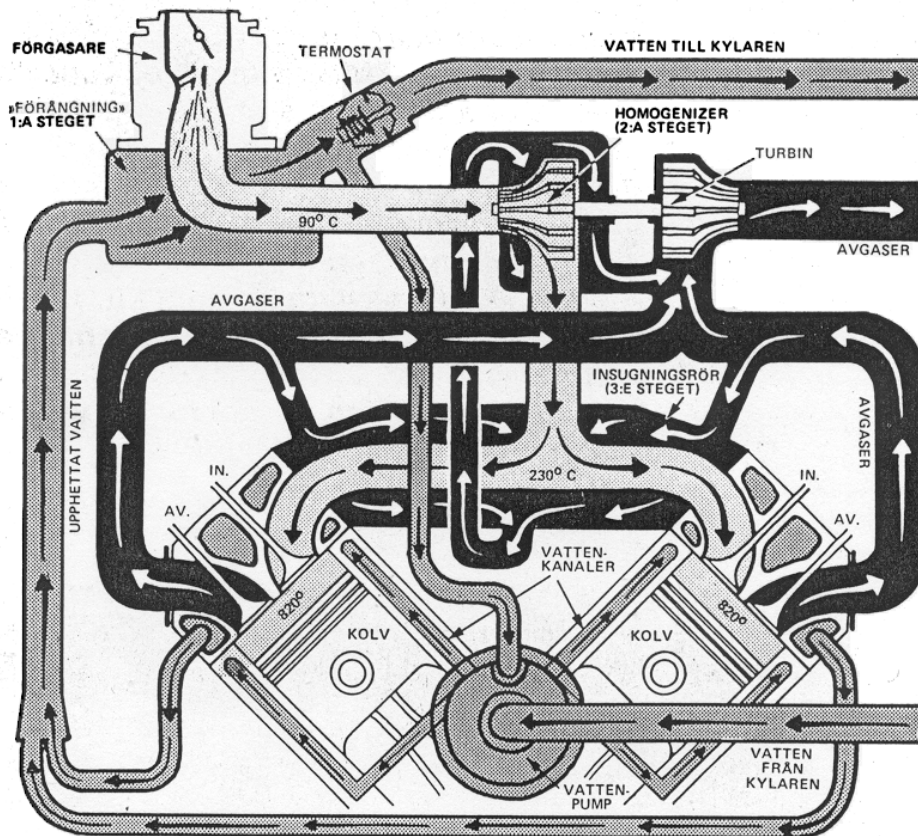 FÖRGASARE
TERMOSTAT
VATTEN TILL KYLAREN
»FÖRÅNGNING»
1:A STEGET
HOMOGENIZER
(2:A STEGET)
TURBIN
90° C
AVGASER
AVGASER
INSUGNINGSRÖR
(3:E STEGET)
AVGASER
UPPHETTAT VATTEN
IN.
AV.
230° C
IN.
AV.
VATTEN-
KANALER
820°
KOLV
KOLV
820°
VATTEN-
PUMP
VATTEN
FRÅN
KYLAREN